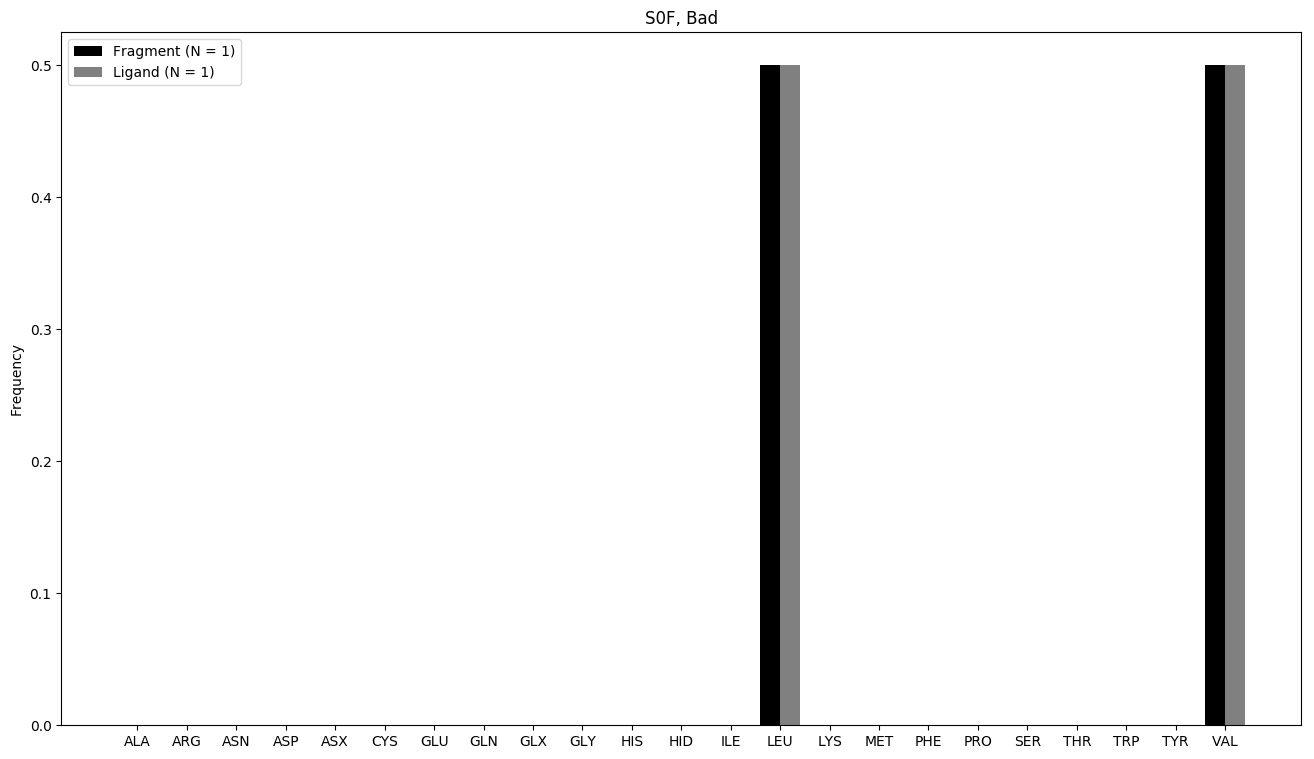 S0F, Bad
Fragment (N = 1)
Ligand (N = 1)
Frequency
0.5
0.4
0.3
0.2
0.1
0.0
ALA ARG ASN ASP ASX CYS GLU GLN GLX GLY HIS HID ILE LEU LYS MET PHE PRO SER THR TRP TYR VAL